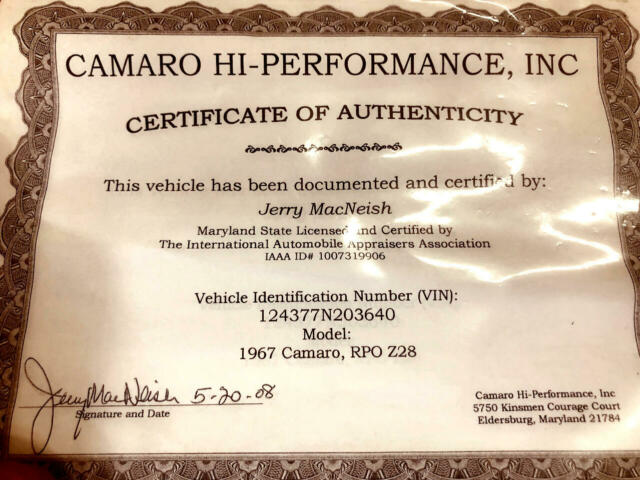 CAMARO HI-PERFORMANCE, INC
CERTIFICATE OF AUTHENTICITY
This vehicle has been documented and certified by:
Jerry MacNeish
Maryland State Licensed and Certified by
The International Automobile Appraisers Association
IAAA ID# 1007319906
Vehicle Identification Number (VIN):
124377N203640
Model:
1967 Camaro, RPO Z28
Jerry MacNeish 5-20-08
Signature and Date
Camaro Hi-Performance, Inc
5750 Kinsmen Courage Court
Eldersburg, Maryland 21784